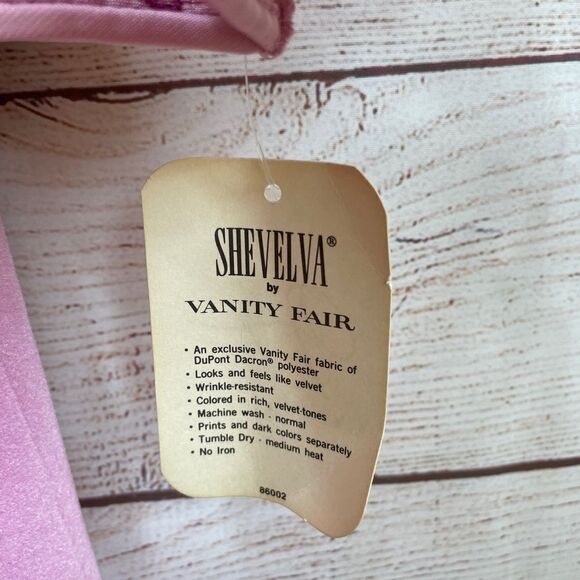 SHEVELVA®
by
VANITY FAIR
• An exclusive Vanity Fair fabric of
DuPont Dacron® polyester
• Looks and feels like velvet
• Wrinkle-resistant
• Colored in rich, velvet-tones
• Machine wash - normal
• Prints and dark colors separately
• Tumble Dry - medium heat
• No Iron
86002